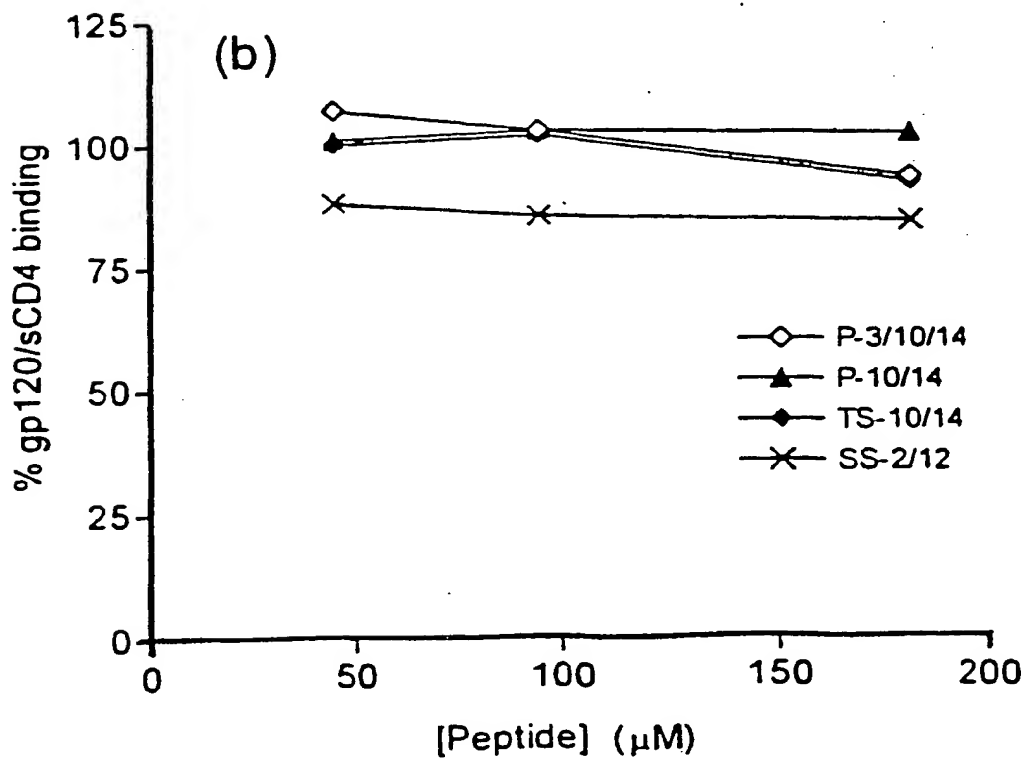 (b)
% gp120/sCD4 binding
125
100
75
50
25
0
0 50 100 150 200
[Peptide] (µM)
P-3/10/14
P-10/14
TS-10/14
SS-2/12